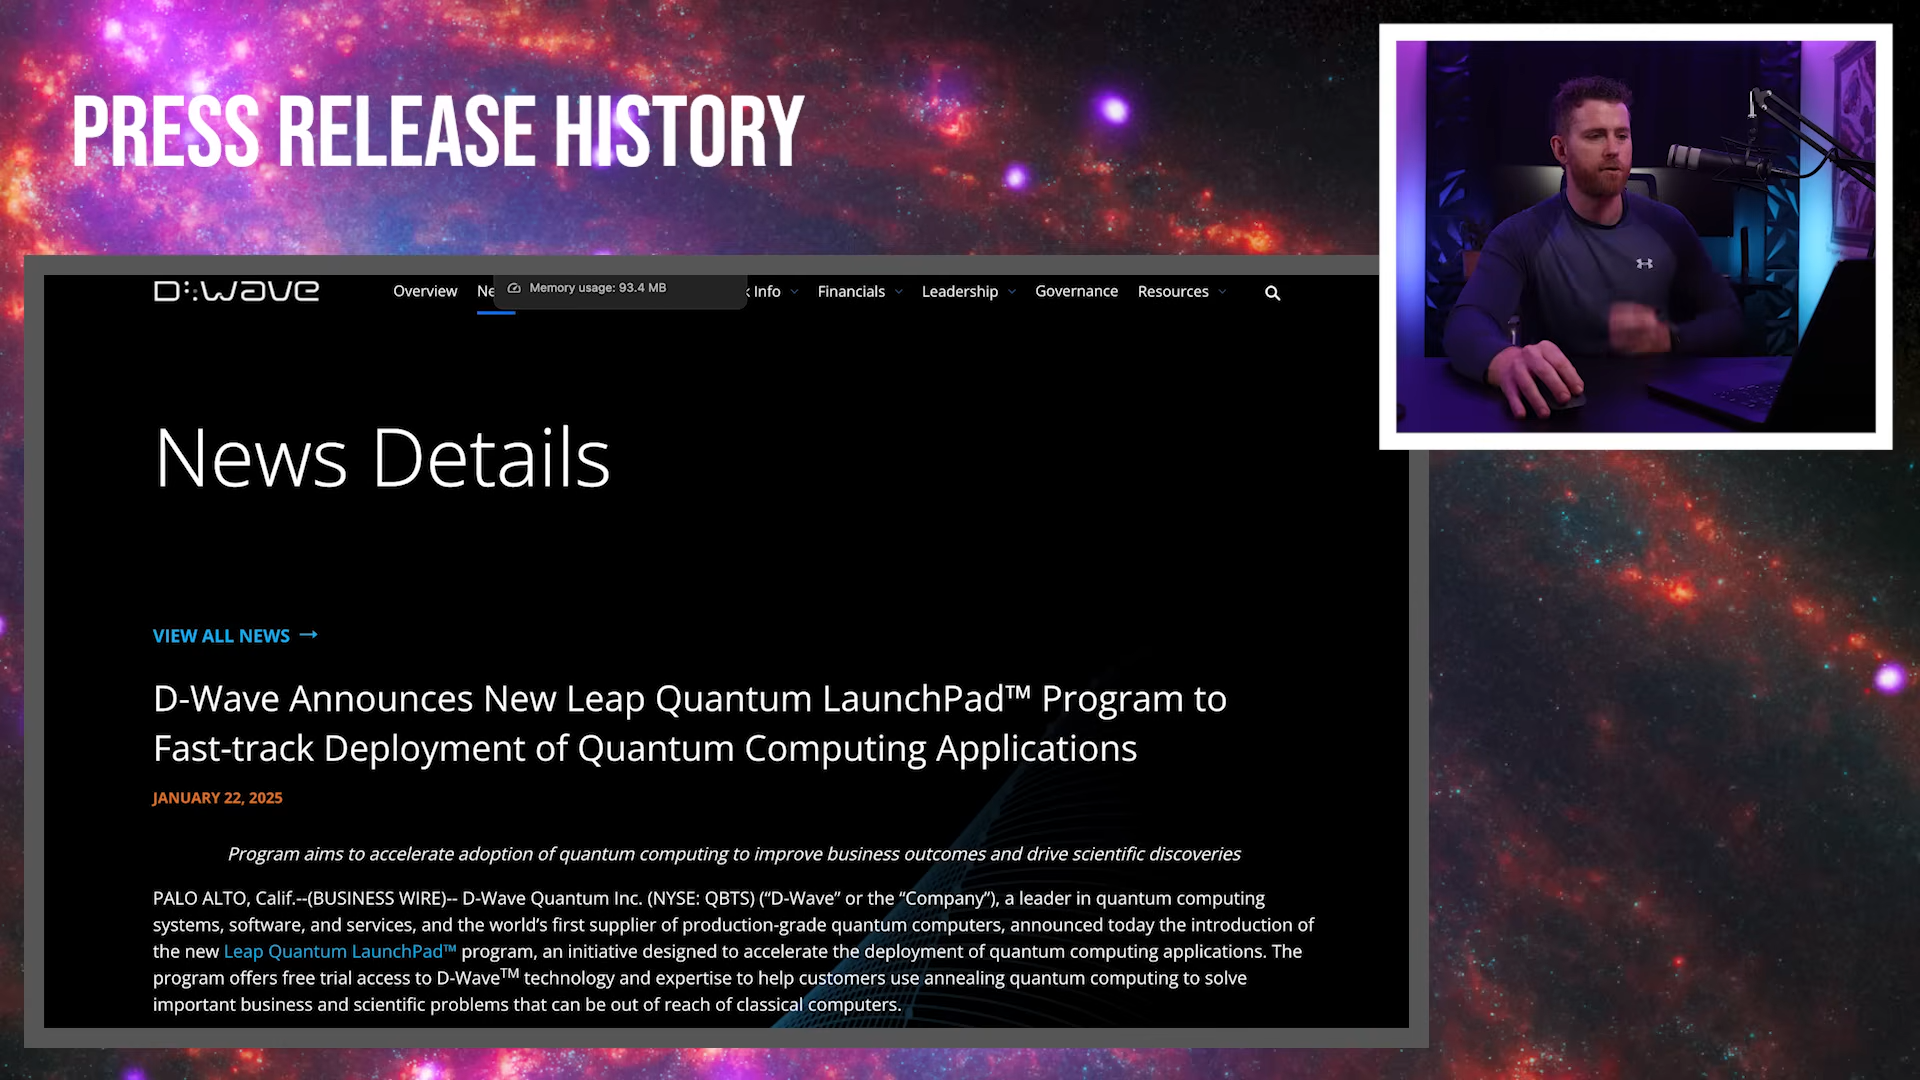 PRESS RELEASE HISTORY
D:Wave
Overview
Ne
Memory usage: 93.4 MB
Info
Financials
Leadership
Governance
Resources
News Details
VIEW ALL NEWS →
D-Wave Announces New Leap Quantum LaunchPad™ Program to
Fast-track Deployment of Quantum Computing Applications
JANUARY 22, 2025
Program aims to accelerate adoption of quantum computing to improve business outcomes and drive scientific discoveries
PALO ALTO, Calif.--(BUSINESS WIRE)-- D-Wave Quantum Inc. (NYSE: QBTS) (“D-Wave” or the “Company”), a leader in quantum computing
systems, software, and services, and the world’s first supplier of production-grade quantum computers, announced today the introduction of
the new Leap Quantum LaunchPad™ program, an initiative designed to accelerate the deployment of quantum computing applications. The
program offers free trial access to D-Wave™ technology and expertise to help customers use annealing quantum computing to solve
important business and scientific problems that can be out of reach of classical computers.